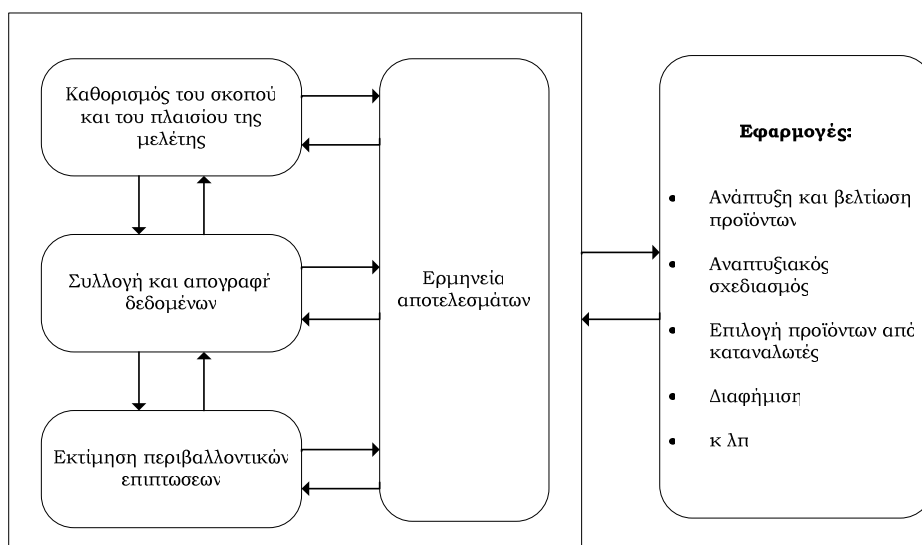 Καθορισμός του σκοπού
και του πλαισίου της
μελέτης
Συλλογή και απογραφή
δεδομένων
Εκτίμηση περιβαλλοντικών
επιπτωσεων
Ερμηνεία
αποτελεσμάτων
Εφαρμογές:
• Ανάπτυξη και βελτίωση
προϊόντων
• Αναπτυξιακός
σχεδιασμός
• Επιλογή προϊόντων από
καταναλωτές
• Διαφήμιση
• κ λπ